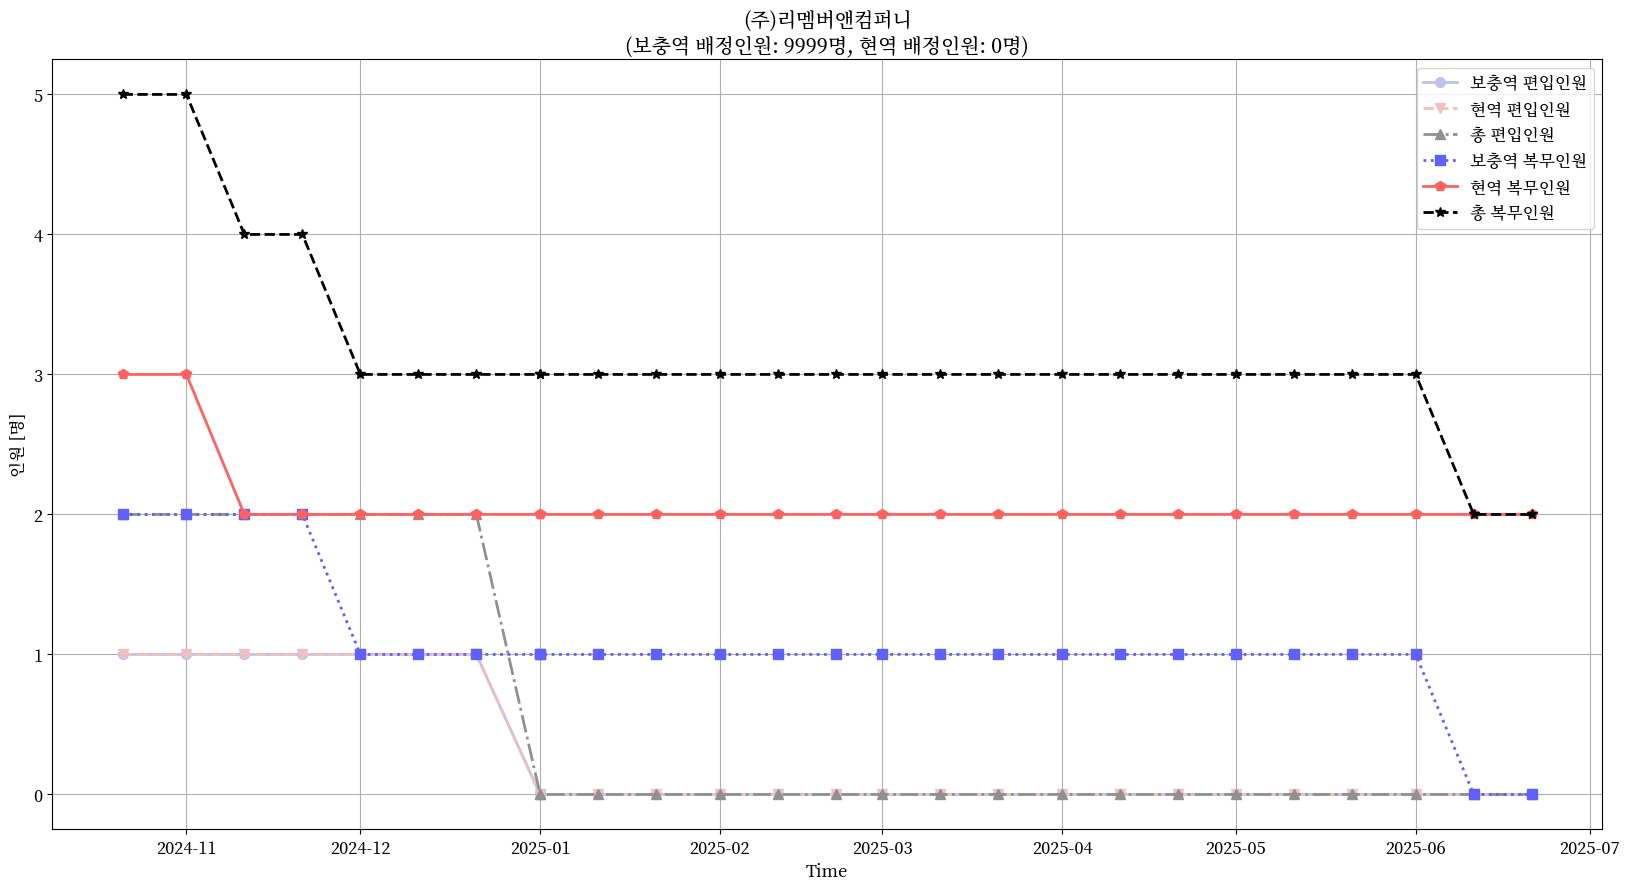 (주)리멤버앤컴퍼니
(보충역 배정인원: 9999명, 현역 배정인원: 0명)
보충역 편입인원
현역 편입인원
총 편입인원
보충역 복무인원
현역 복무인원
총 복무인원
인원 [명]
5
4
3
2
1
0
2024-11
2024-12
2025-01
2025-02
2025-03
2025-04
2025-05
2025-06
2025-07
Time